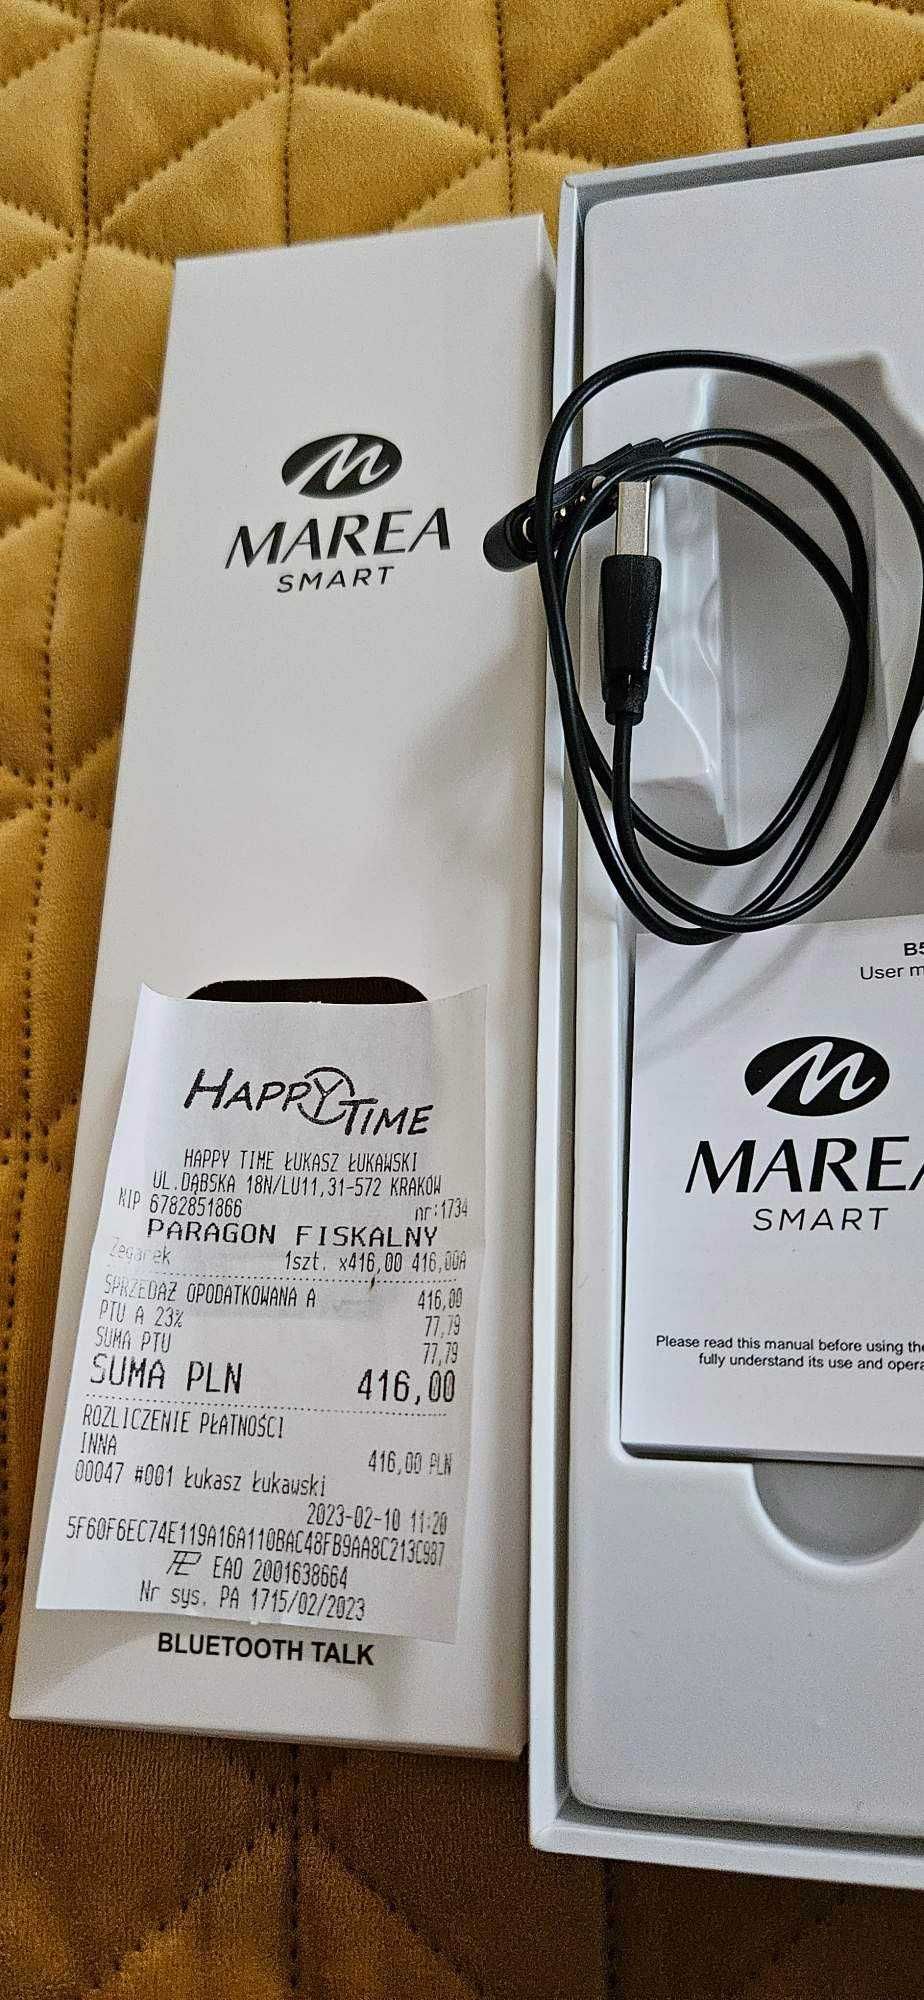 MAREA
SMART
HAPPY TIME
HAPPY TIME ŁUKASZ ŁUKAWSKI
UL.DĄBSKA 18N/LU11,31-572 KRAKÓW
NIP 6782851866 nr:1734
PARAGON FISKALNY
Zegarek 1szt. x416,00 416,00A
SPRZEDAŻ OPODATKOWANA A 416,00
PTU A 23% 77,79
SUMA PTU 77,79
SUMA PLN 416,00
ROZLICZENIE PŁATNOŚCI
INNA 416,00 PLN
00047 #001 Łukasz Łukawski
2023-02-10 11:20
5F60F6EC74E119A16A110BAC48FB9AA8C213C987
EAO 2001638664
Nr sys. PA 1715/02/2023
BLUETOOTH TALK
B5
User m
MAREA
SMART
Please read this manual before using the
fully understand its use and opera